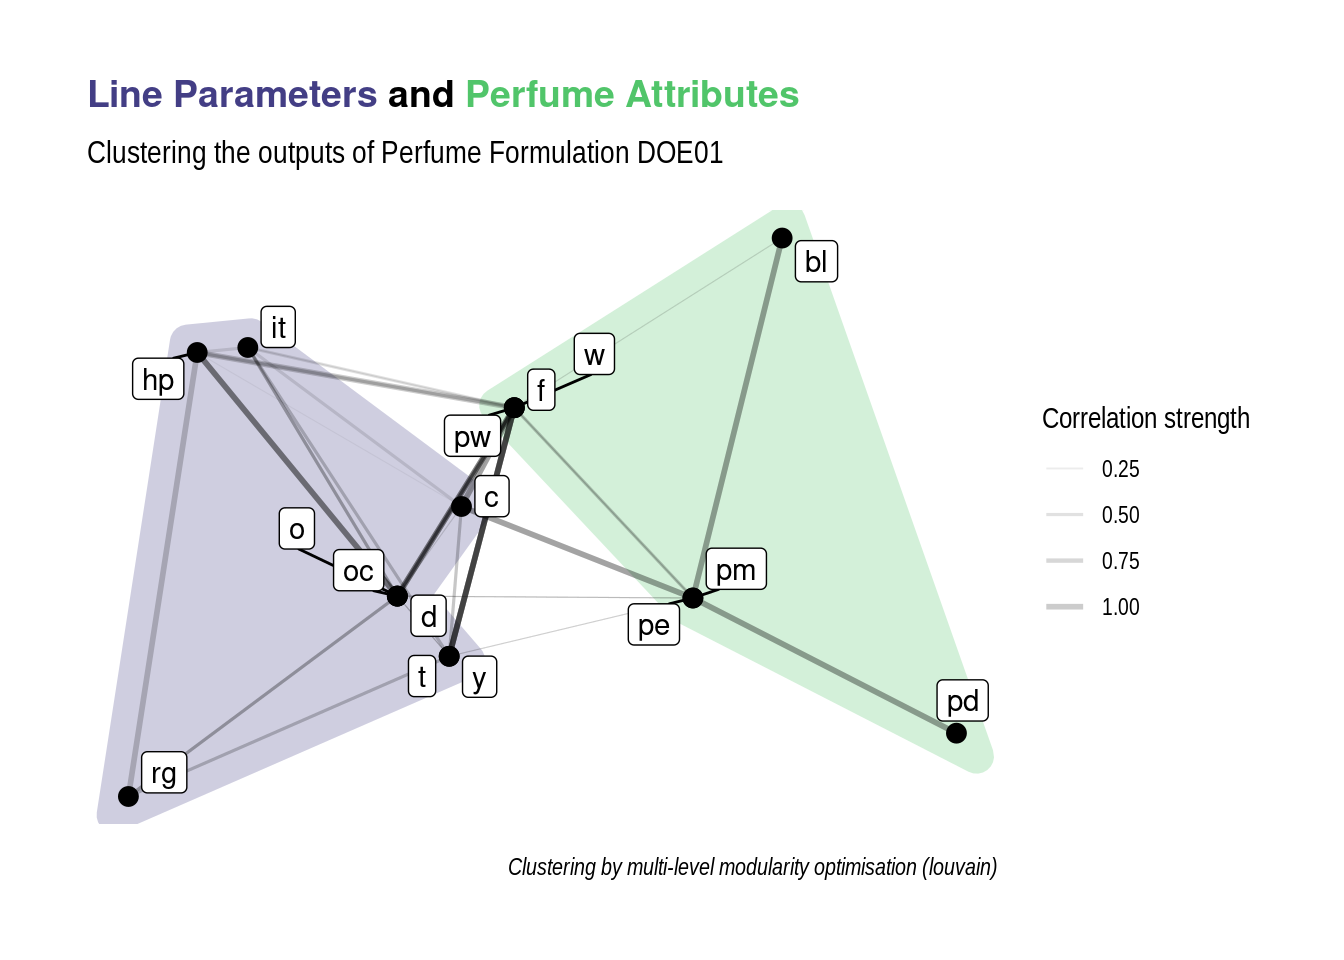 Line Parameters and Perfume Attributes
Clustering the outputs of Perfume Formulation DOE01
bl
it
w
hp
f
pw
Correlation strength
0.25
c
0.50
o
oc
pm
0.75
d
1.00
pe
t
y
pd
rg
Clustering by multi-level modularity optimisation (louvain)